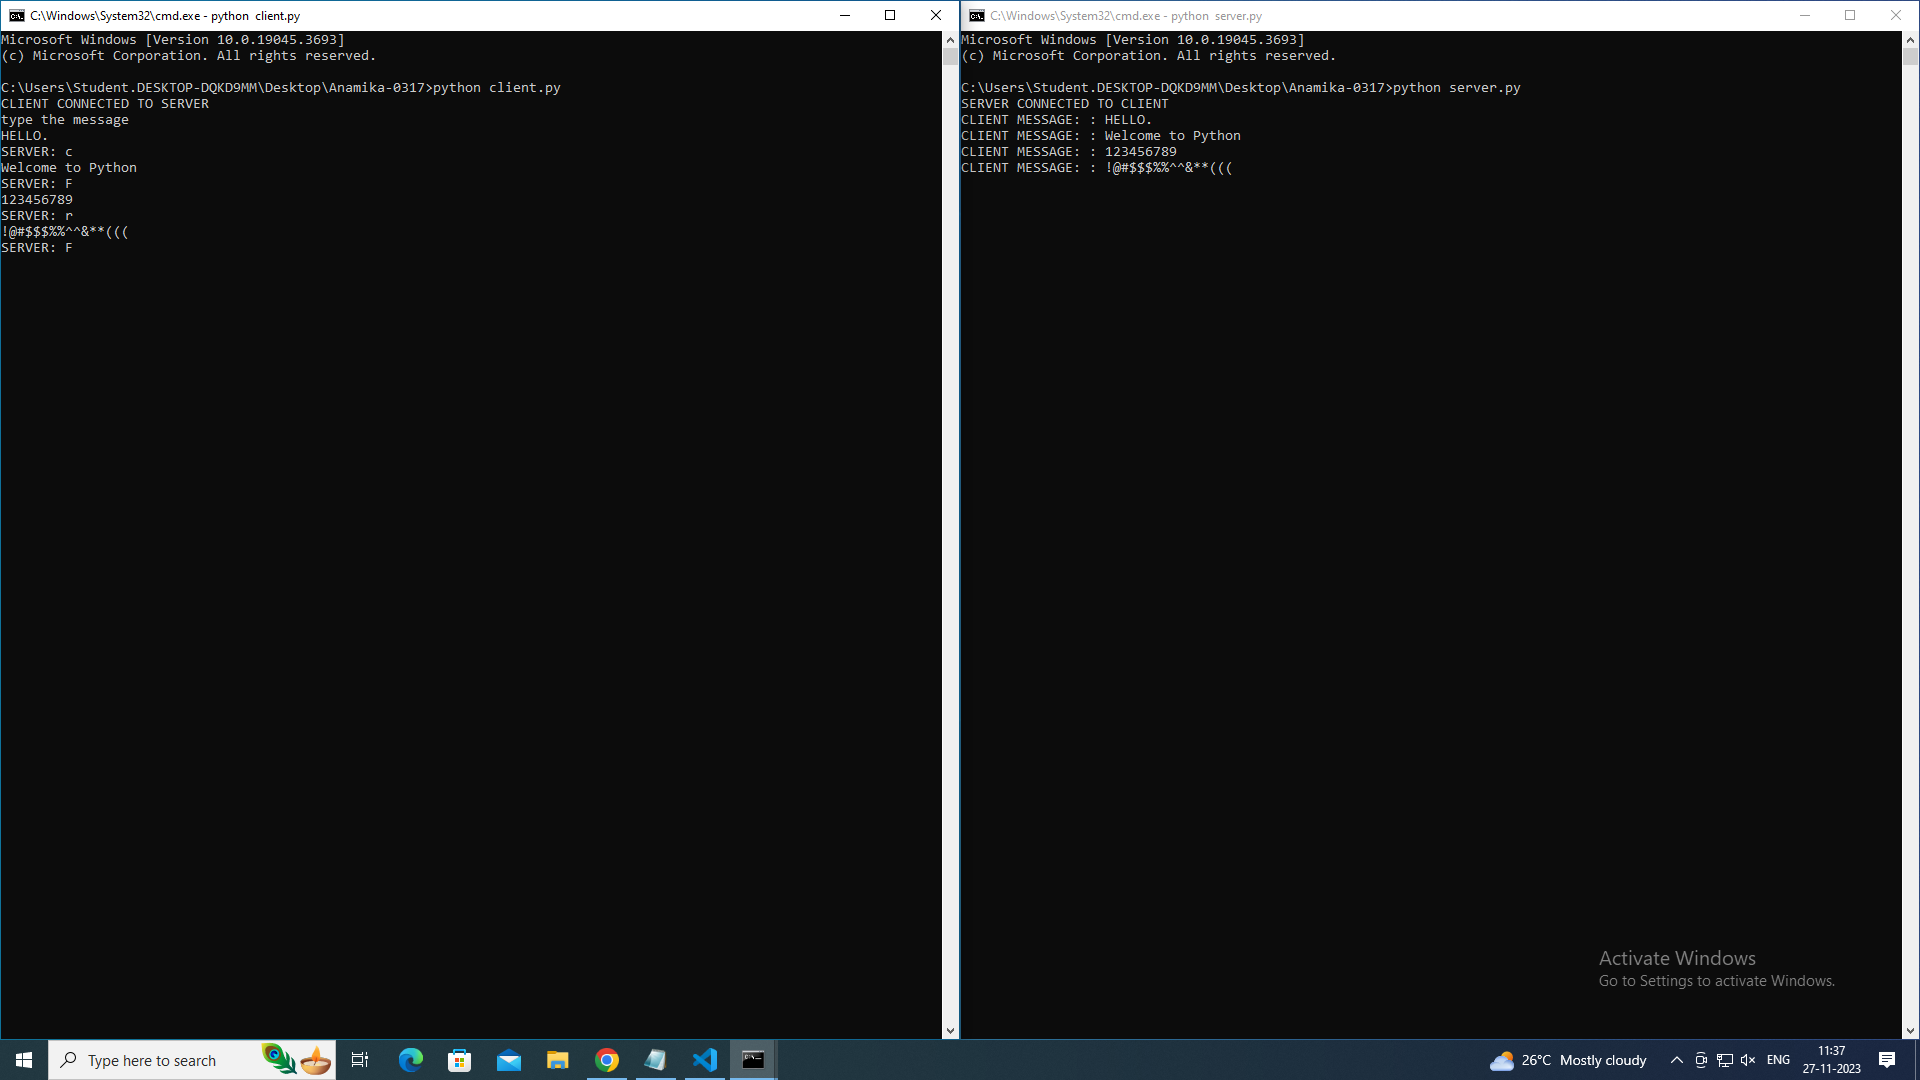 C:\Windows\System32\cmd.exe - python  client.py
Microsoft Windows [Version 10.0.19045.3693]
(c) Microsoft Corporation. All rights reserved.
C:\Users\Student.DESKTOP-DQKD9MM\Desktop\Anamika-0317>python client.py
CLIENT CONNECTED TO SERVER
type the message
HELLO.
SERVER: c
Welcome to Python
SERVER: F
123456789
SERVER: r
!@#$$$%%^^&**(((
SERVER: F
C:\Windows\System32\cmd.exe - python  server.py
Microsoft Windows [Version 10.0.19045.3693]
(c) Microsoft Corporation. All rights reserved.
C:\Users\Student.DESKTOP-DQKD9MM\Desktop\Anamika-0317>python server.py
SERVER CONNECTED TO CLIENT
CLIENT MESSAGE: : HELLO.
CLIENT MESSAGE: : Welcome to Python
CLIENT MESSAGE: : 123456789
CLIENT MESSAGE: : !@#$$$%%^^&**(((
Activate Windows
Go to Settings to activate Windows.
Type here to search
26°C Mostly cloudy
ENG
11:37
27-11-2023